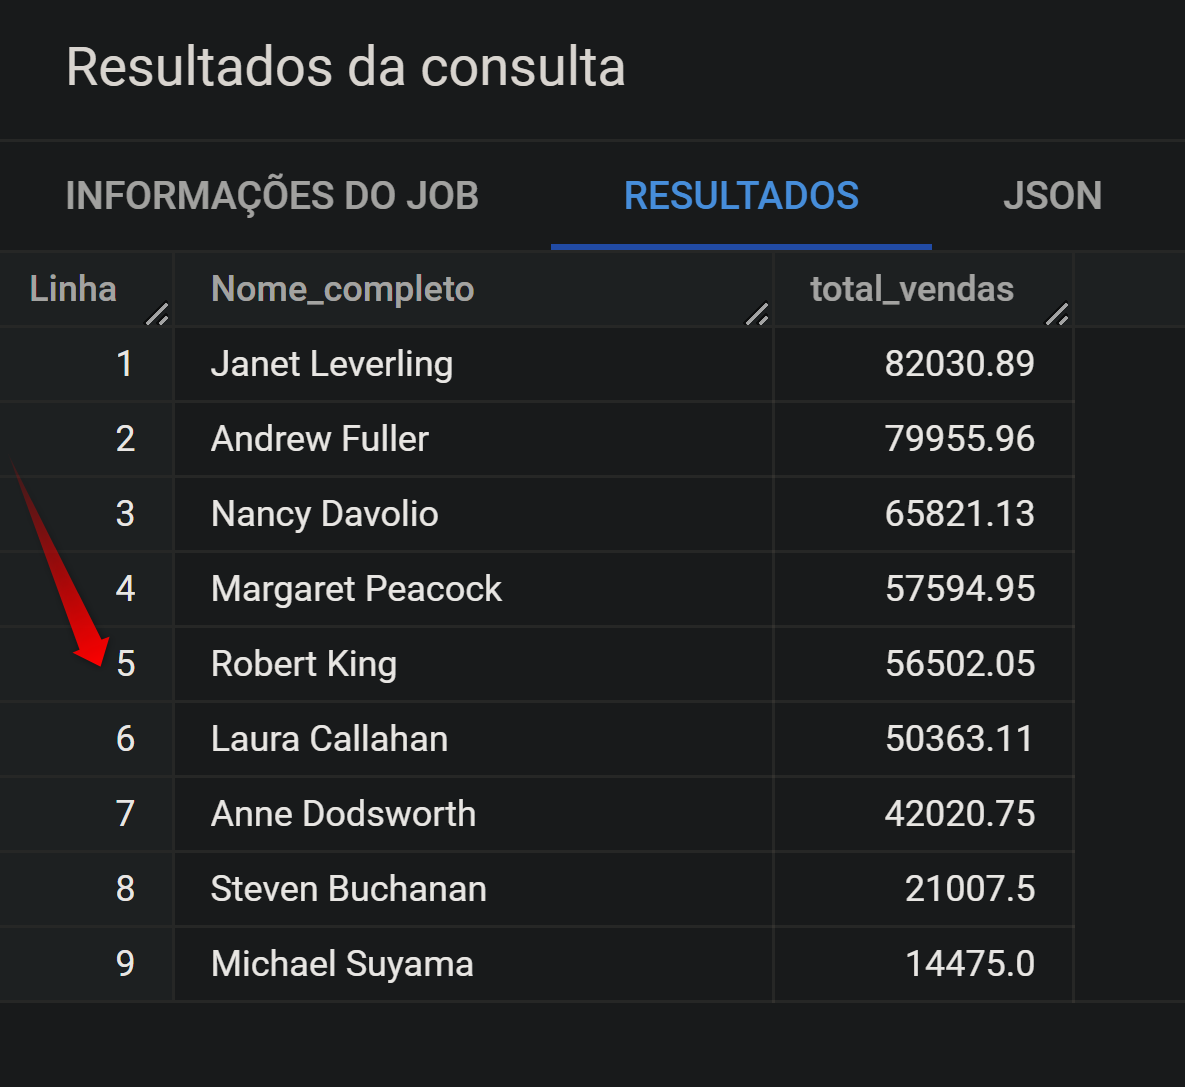 Resultados da consulta
INFORMAÇÕES DO JOB RESULTADOS JSON
Linha Nome_completo total_vendas
1 Janet Leverling 82030.89
2 Andrew Fuller 79955.96
3 Nancy Davolio 65821.13
4 Margaret Peacock 57594.95
5 Robert King 56502.05
6 Laura Callahan 50363.11
7 Anne Dodsworth 42020.75
8 Steven Buchanan 21007.5
9 Michael Suyama 14475.0